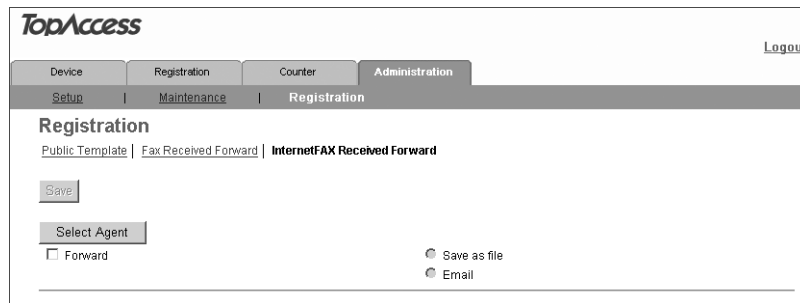 TopAccess
Logou
Device Registration Counter Administration
Setup | Maintenance | Registration
Registration
Public Template | Fax Received Forward | InternetFAX Received Forward
Save
Select Agent
Forward Save as file
Email